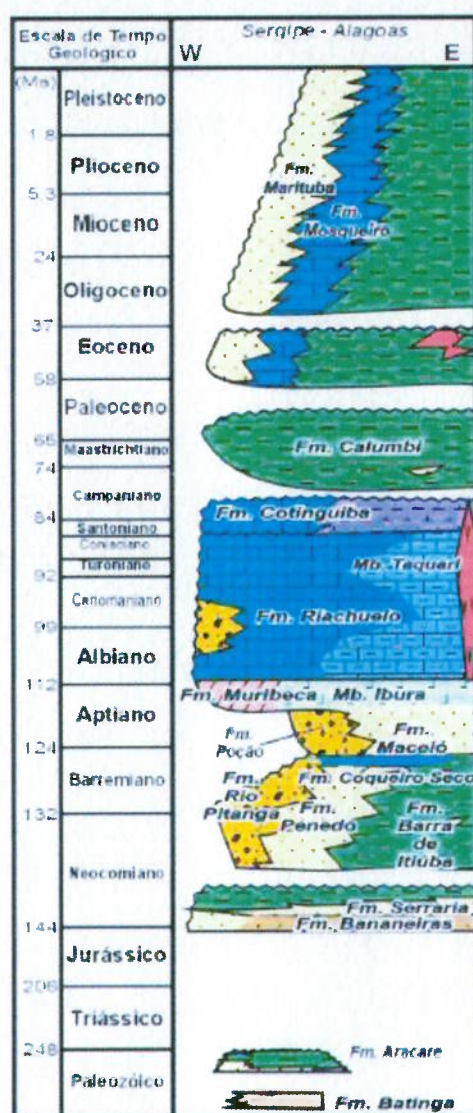 Escala de Tempo
Geológico
Sergipe - Alagoas
W
E
(Ma)
Pleistoceno
1.8
Plioceno
5.3
Mioceno
24
Oligoceno
37
Eoceno
58
Paleoceno
65
Maastrichtiano
74
Campaniano
84
Santoniano
Coniaciano
Turoniano
92
Cenomaniano
99
Albiano
112
Aptiano
124
Barremiano
132
Neocomiano
144
Jurássico
206
Triássico
248
Paleozóico
Fm.
Marituba
Fm.
Mosqueiro
Fm. Calumbi
Fm. Cotinguiba
Mb. Taquari
Fm. Riachuelo
Fm. Muribeca
Mb. Ibura
Fm.
Poção
Fm.
Maceió
Fm.
Rio
Pitanga
Fm. Coqueiro Seco
Fm.
Penedo
Fm.
Barra
de
Itiúba
Fm. Serraria
Fm. Bananeiras
Fm. Aracare
Fm. Batinga